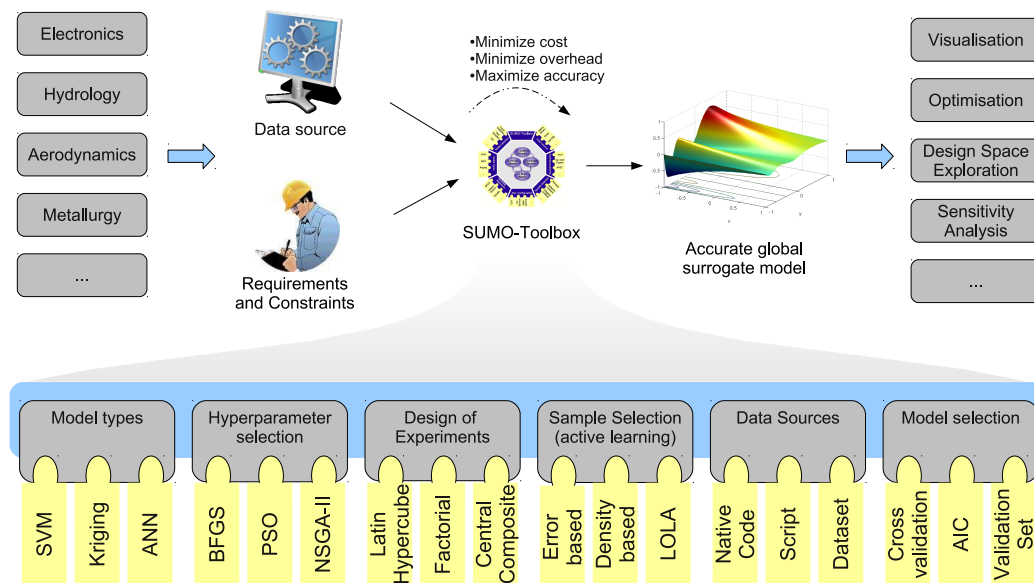 Electronics
Hydrology
Aerodynamics
Metallurgy
...
Data source
Requirements
and Constraints
•Minimize cost
•Minimize overhead
•Maximize accuracy
SUMO-Toolbox
Accurate global
surrogate model
Visualisation
Optimisation
Design Space
Exploration
Sensitivity
Analysis
...
Model types
SVM
Kriging
ANN
Hyperparameter
selection
BFGS
PSO
NSGA-II
Design of
Experiments
Latin
Hypercube
Factorial
Central
Composite
Sample Selection
(active learning)
Error
based
Density
based
LOLA
Data Sources
Native
Code
Script
Dataset
Model selection
Cross
validation
AIC
Validation
Set